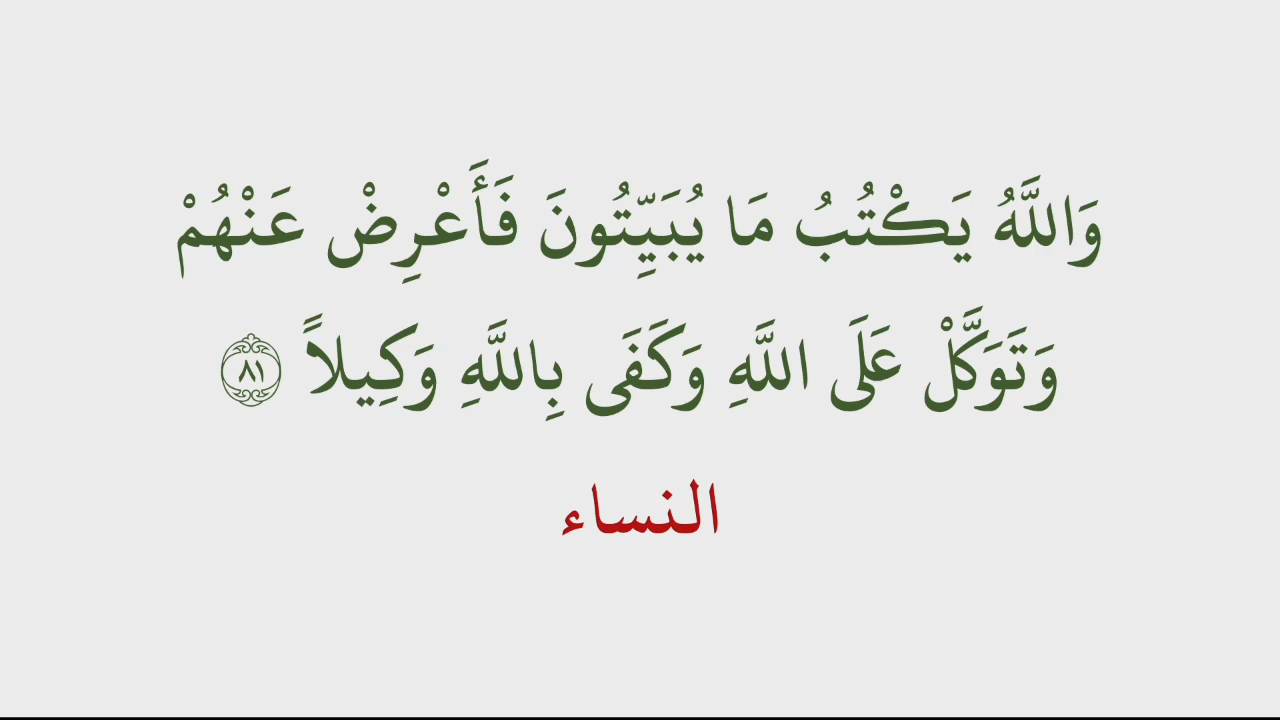 وَاللَّهُ يَكْتُبُ مَا يُبَيِّتُونَ فَأَعْرِضْ عَنْهُمْ
وَتَوَكَّلْ عَلَى اللَّهِ وَكَفَى بِاللَّهِ وَكِيلاً ٨١
النساء